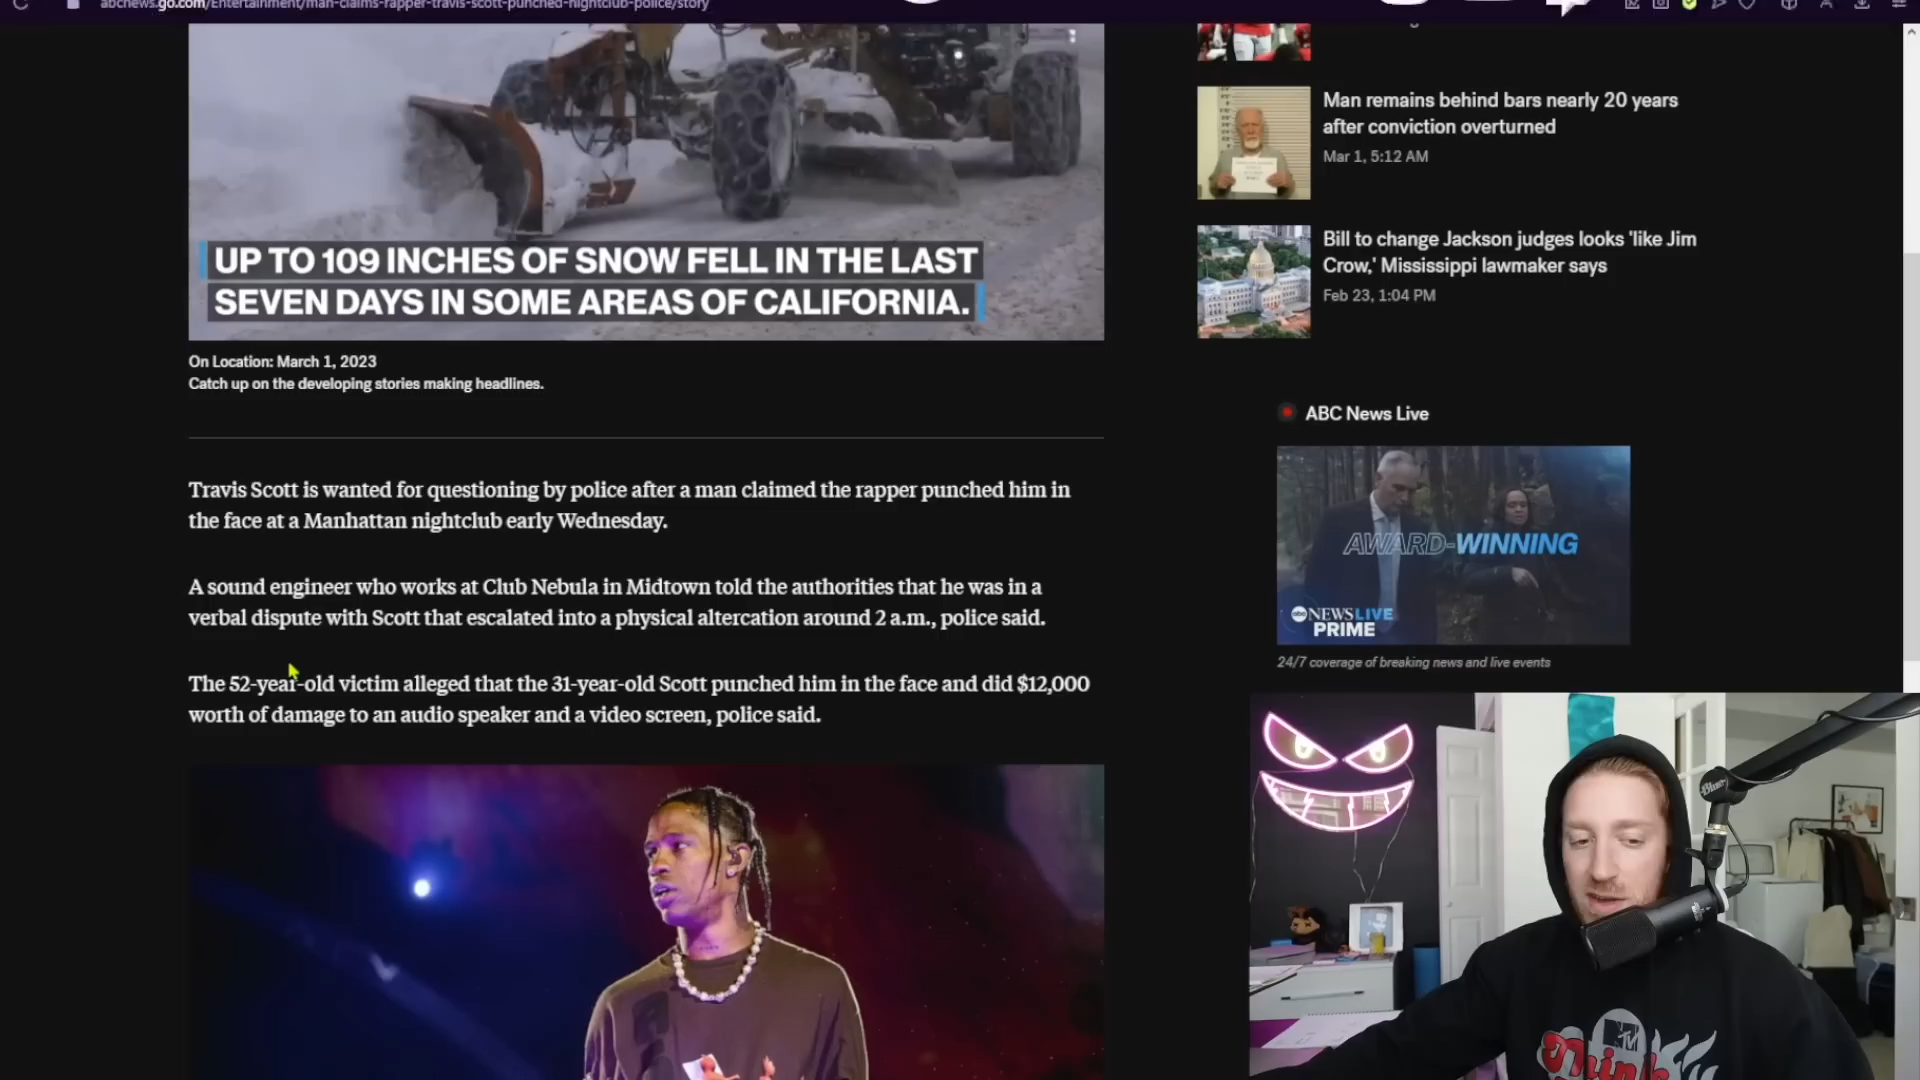 abcnews.go.com/Entertainment/man-claims-rapper-travis-scott-punched-nightclub-police/story
UP TO 109 INCHES OF SNOW FELL IN THE LAST
SEVEN DAYS IN SOME AREAS OF CALIFORNIA.
On Location: March 1, 2023
Catch up on the developing stories making headlines.
Travis Scott is wanted for questioning by police after a man claimed the rapper punched him in
the face at a Manhattan nightclub early Wednesday.
A sound engineer who works at Club Nebula in Midtown told the authorities that he was in a
verbal dispute with Scott that escalated into a physical altercation around 2 a.m., police said.
The 52-year-old victim alleged that the 31-year-old Scott punched him in the face and did $12,000
worth of damage to an audio speaker and a video screen, police said.
Man remains behind bars nearly 20 years
after conviction overturned
Mar 1, 5:12 AM
Bill to change Jackson judges looks 'like Jim
Crow,' Mississippi lawmaker says
Feb 23, 1:04 PM
ABC News Live
AWARD-WINNING
abc NEWS LIVE
PRIME
24/7 coverage of breaking news and live events